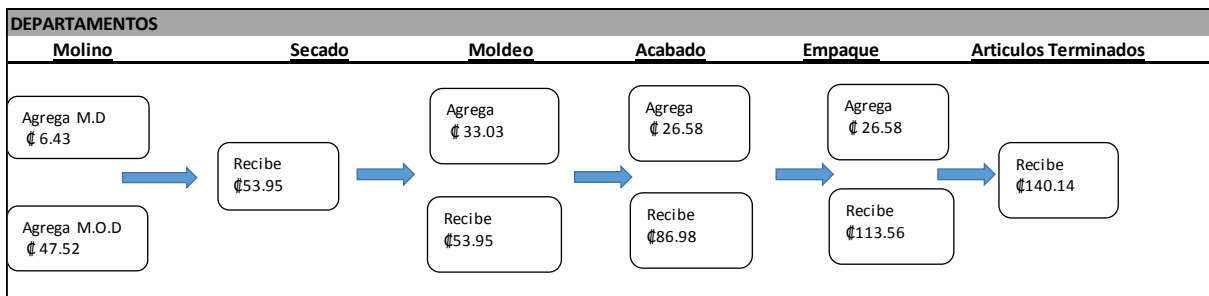 DEPARTAMENTOS
Molino Secado Moldeo Acabado Empaque Articulos Terminados
Agrega M.D
₡ 6.43
Agrega M.O.D
₡ 47.52
Recibe
₡53.95
Agrega
₡ 33.03
Recibe
₡53.95
Agrega
₡ 26.58
Recibe
₡86.98
Agrega
₡ 26.58
Recibe
₡113.56
Recibe
₡140.14